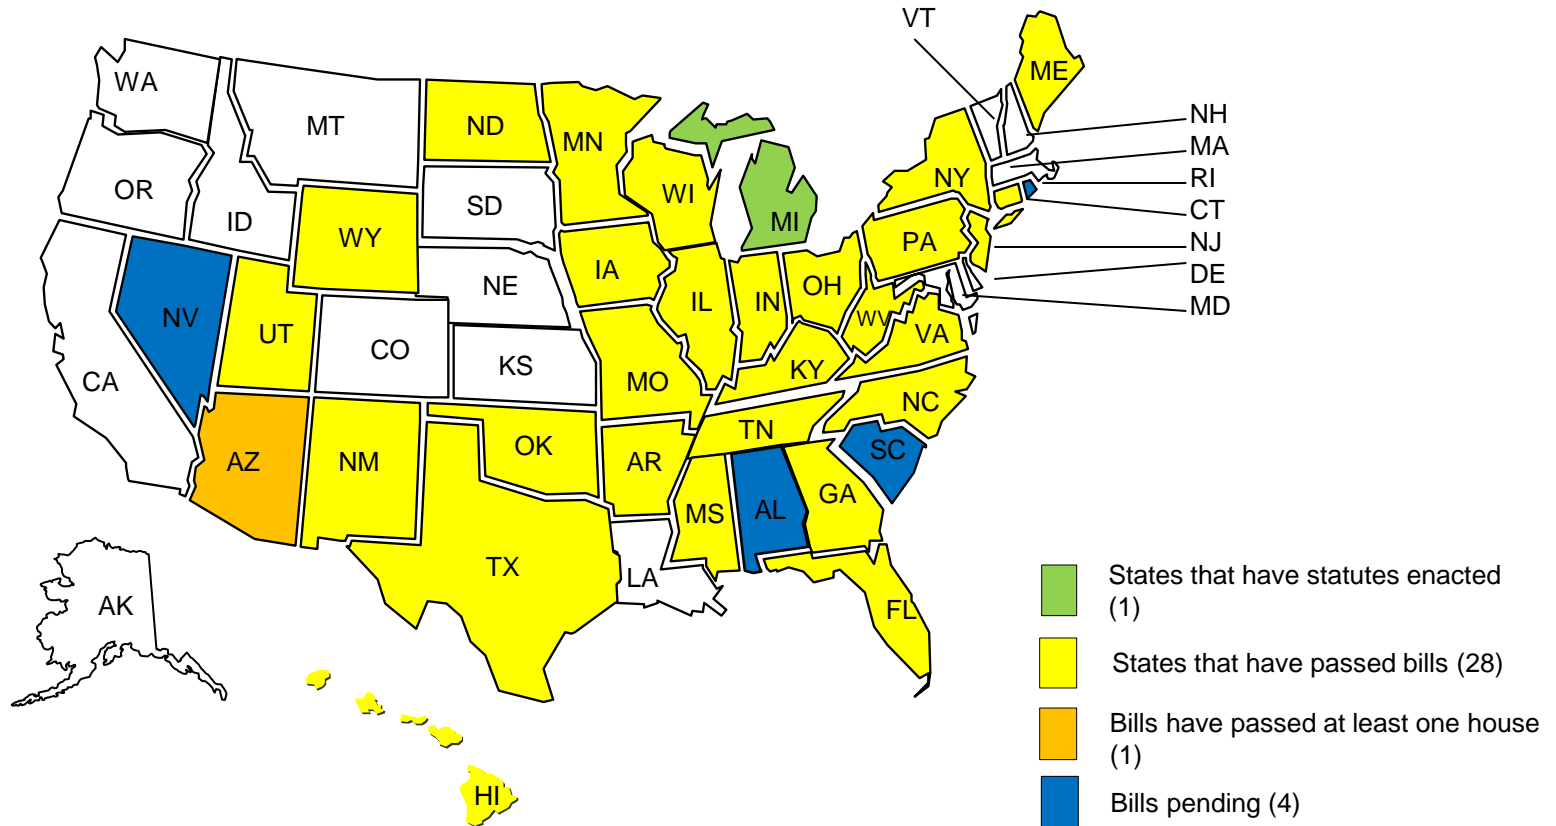 VT
ME
WA
MT
ND
MN
NH
MA
OR
ID
SD
WI
NY
RI
CT
MI
WY
PA
NJ
IA
DE
NE
IL
IN
OH
MD
NV
UT
WV
VA
CO
KS
CA
MO
KY
NC
TN
AZ
NM
OK
AR
SC
MS
AL
GA
TX
LA
AK
FL
HI
States that have statutes enacted
(1)
States that have passed bills (28)
Bills have passed at least one house
(1)
Bills pending (4)